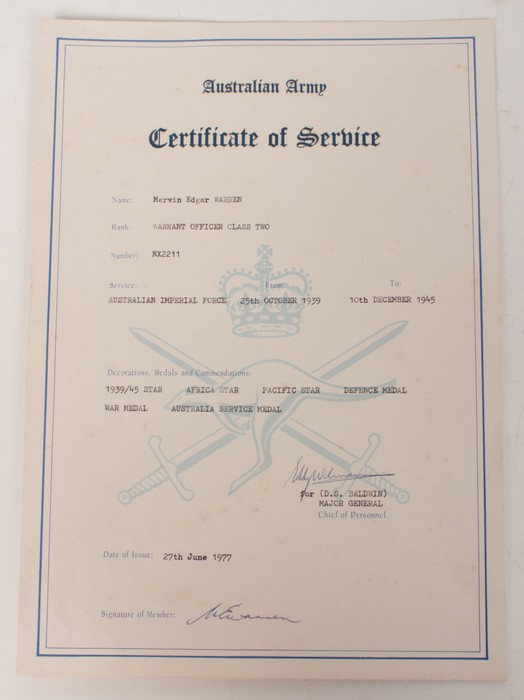 Australian Army
Certificate of Service
Name: Mervin Edgar WARREN
Rank: WARRANT OFFICER CLASS TWO
Number: NX2211
Service: From: To:
AUSTRALIAN IMPERIAL FORCE 25th OCTOBER 1939 10th DECEMBER 1945
Decorations, Medals and Commendations:
1939/45 STAR AFRICA STAR PACIFIC STAR DEFENCE MEDAL
WAR MEDAL AUSTRALIA SERVICE MEDAL
for (D.S. BALDWIN)
MAJOR GENERAL
Chief of Personnel
Date of Issue: 27th June 1977
Signature of Member: MEWarren